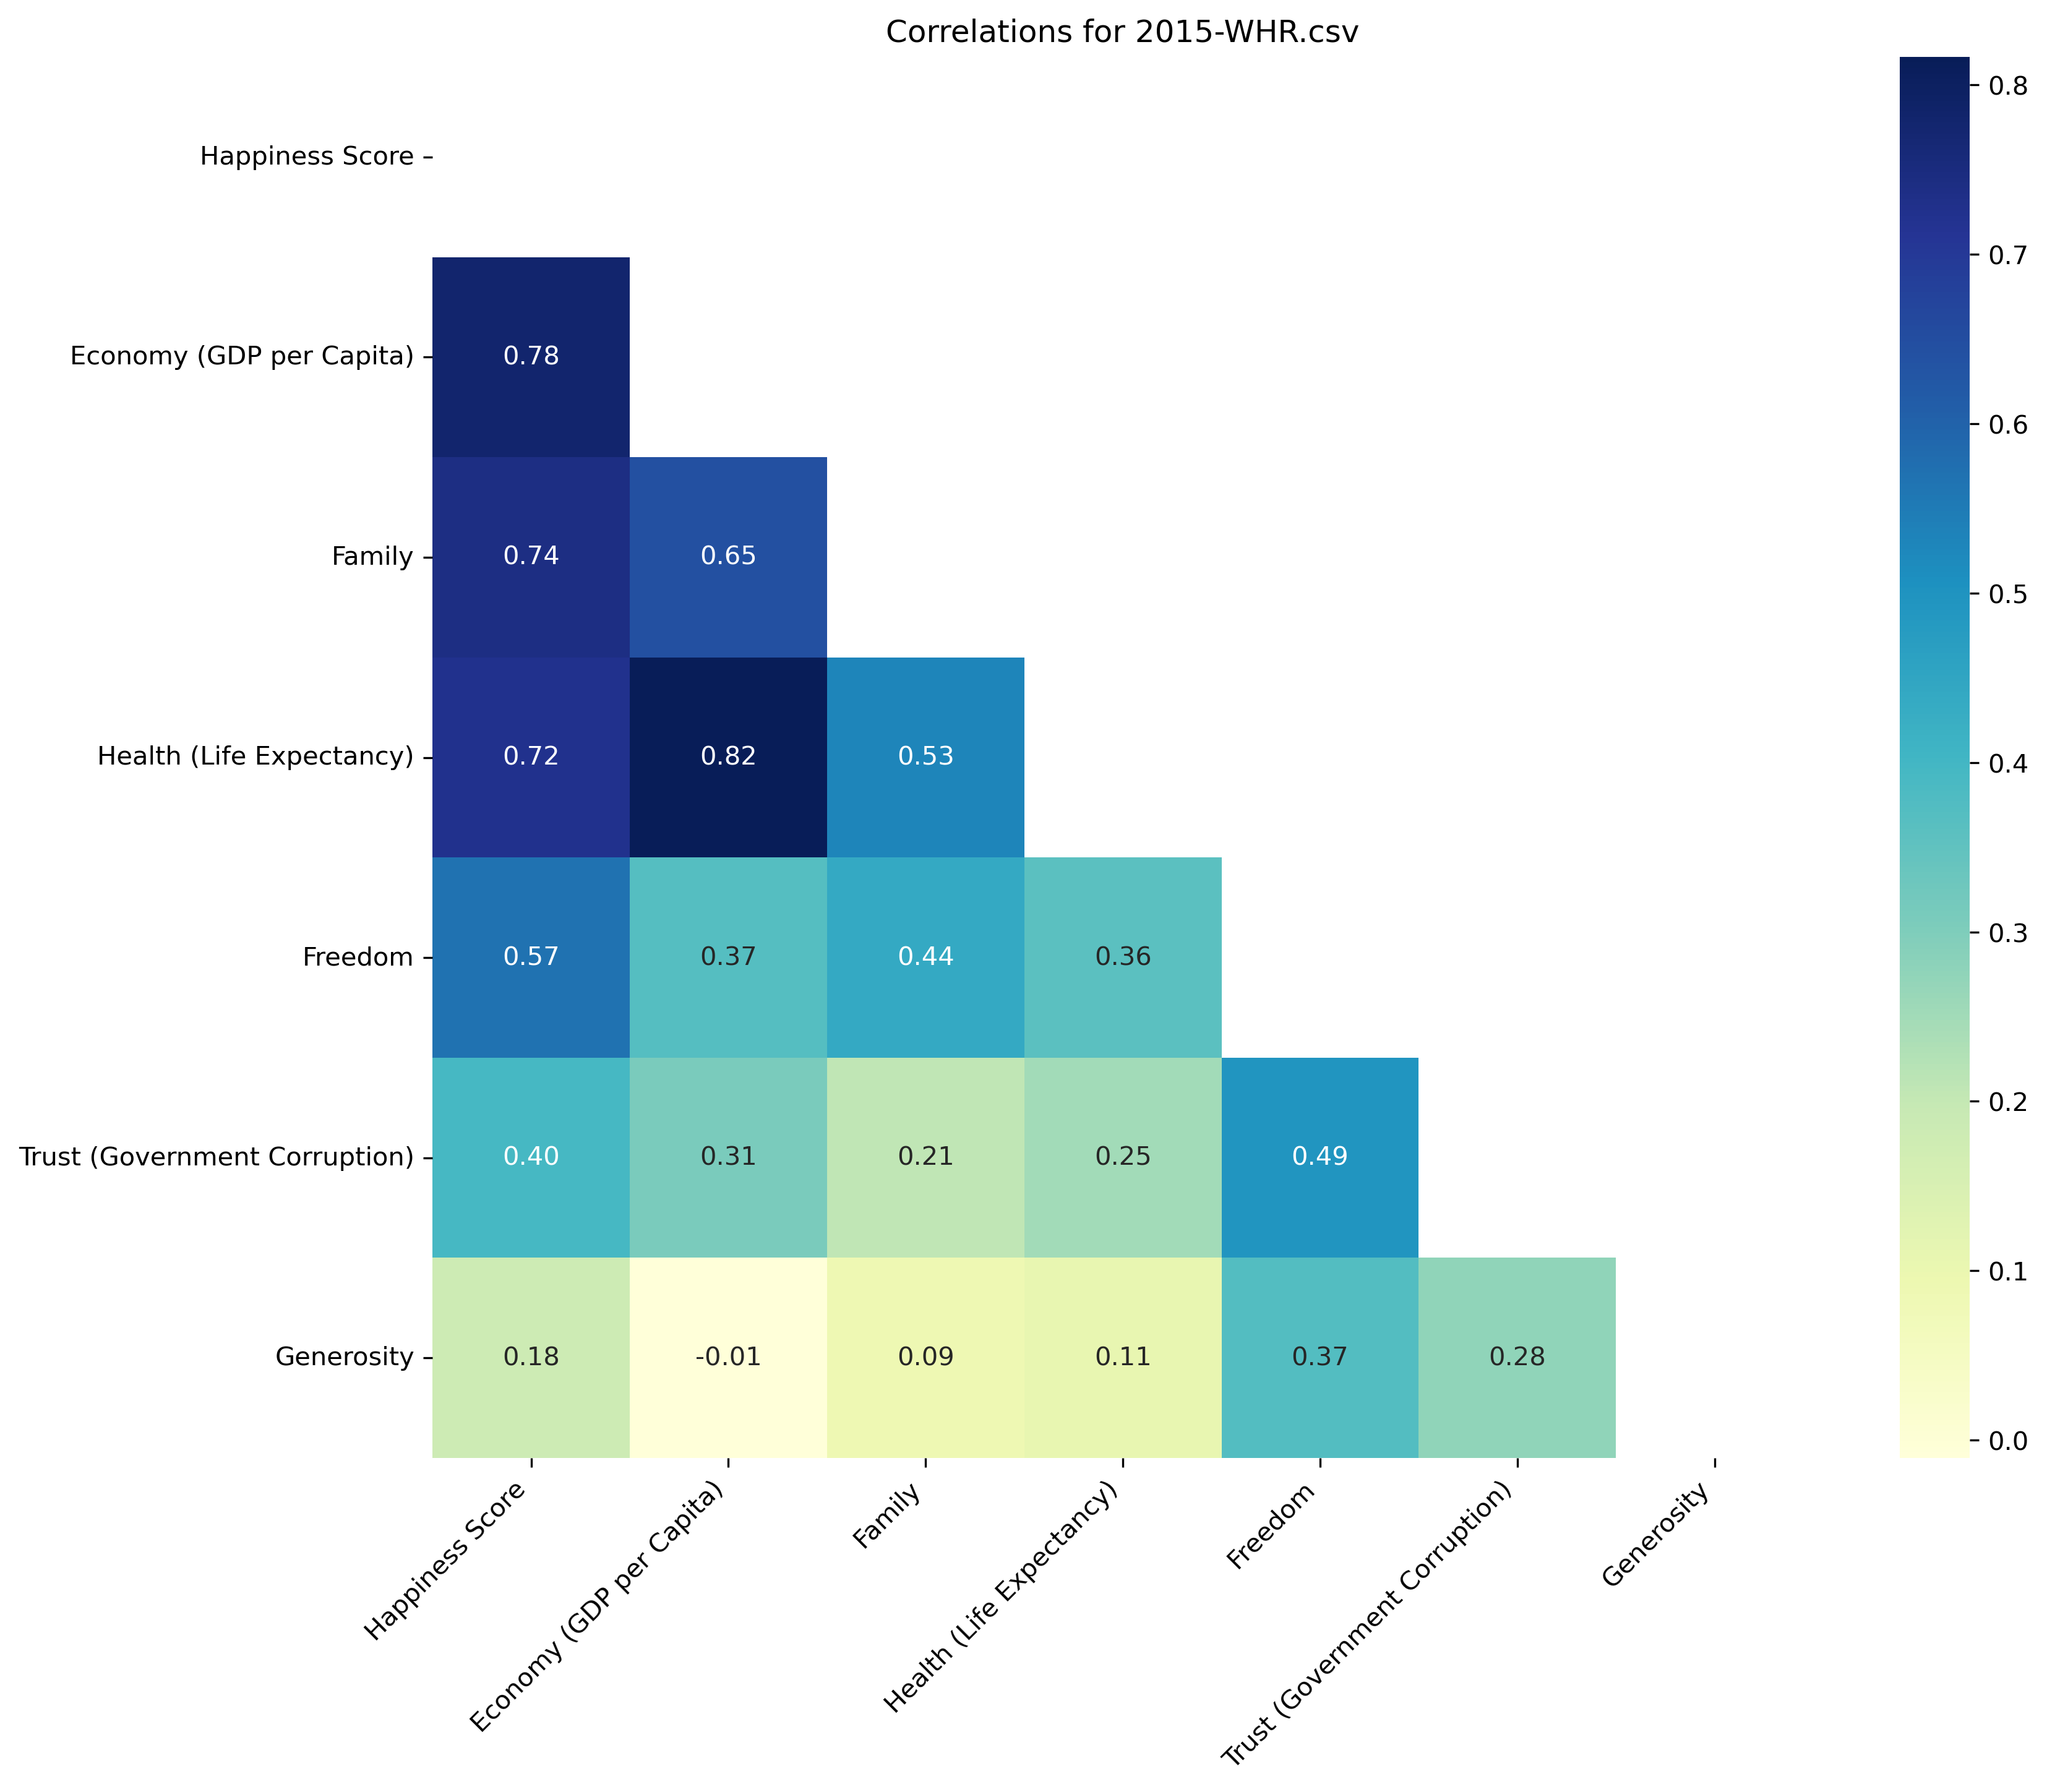 Correlations for 2015-WHR.csv
Happiness Score
Economy (GDP per Capita)
0.78
Family
0.74 0.65
Health (Life Expectancy)
0.72 0.82 0.53
Freedom
0.57 0.37 0.44 0.36
Trust (Government Corruption)
0.40 0.31 0.21 0.25 0.49
Generosity
0.18 -0.01 0.09 0.11 0.37 0.28
Happiness Score
Economy (GDP per Capita)
Family
Health (Life Expectancy)
Freedom
Trust (Government Corruption)
Generosity
0.8
0.7
0.6
0.5
0.4
0.3
0.2
0.1
0.0